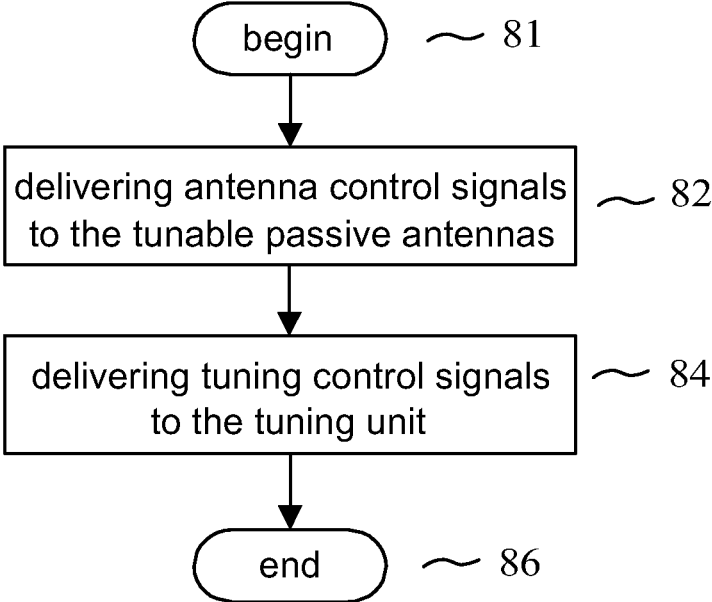 begin
81
delivering antenna control signals
to the tunable passive antennas
82
delivering tuning control signals
to the tuning unit
84
end
86